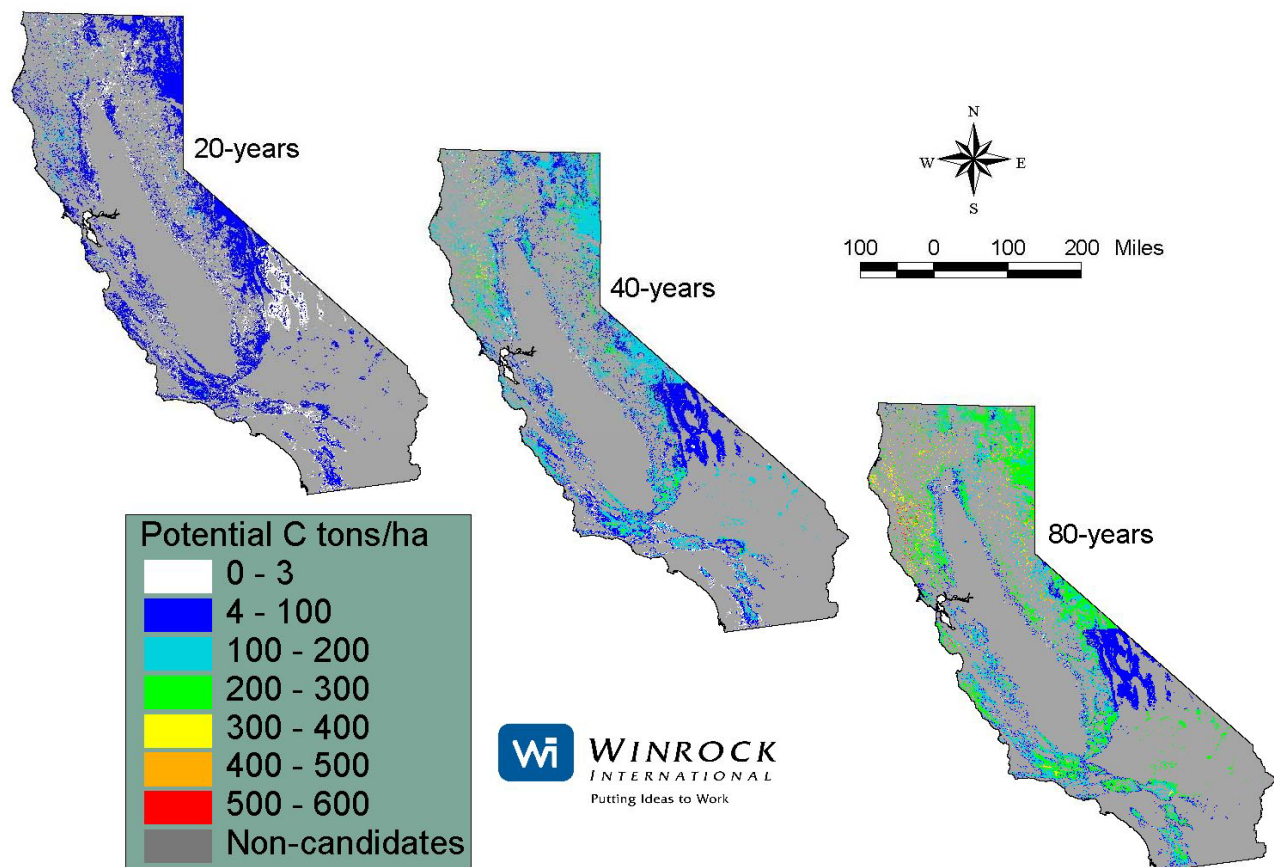 20-years
N
W E
S
100 0 100 200 Miles
40-years
80-years
Potential C tons/ha
0 - 3
4 - 100
100 - 200
200 - 300
300 - 400
400 - 500
500 - 600
Non-candidates
Wi WINROCK
INTERNATIONAL
Putting Ideas to Work